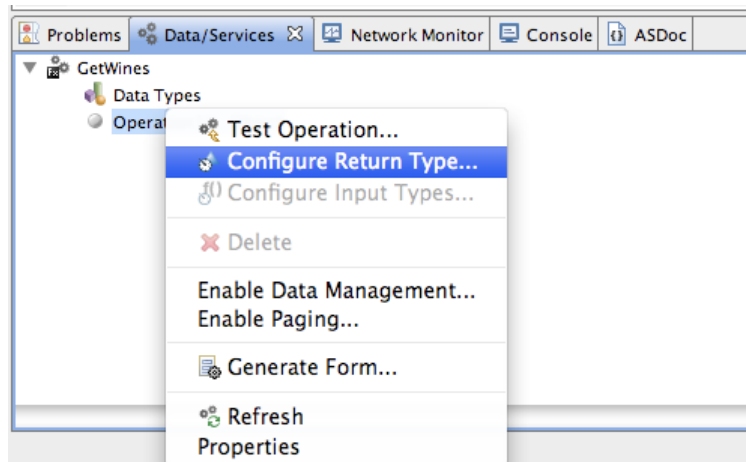 Problems Data/Services Network Monitor Console ASDoc
GetWines
Data Types
Operat
Test Operation...
Configure Return Type...
Configure Input Types...
Delete
Enable Data Management...
Enable Paging...
Generate Form...
Refresh
Properties